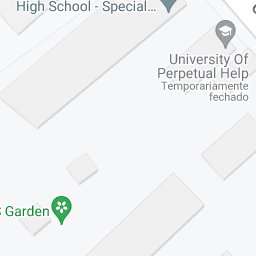 High School - Special...
University Of
Perpetual Help
Temporariamente
fechado
S Garden